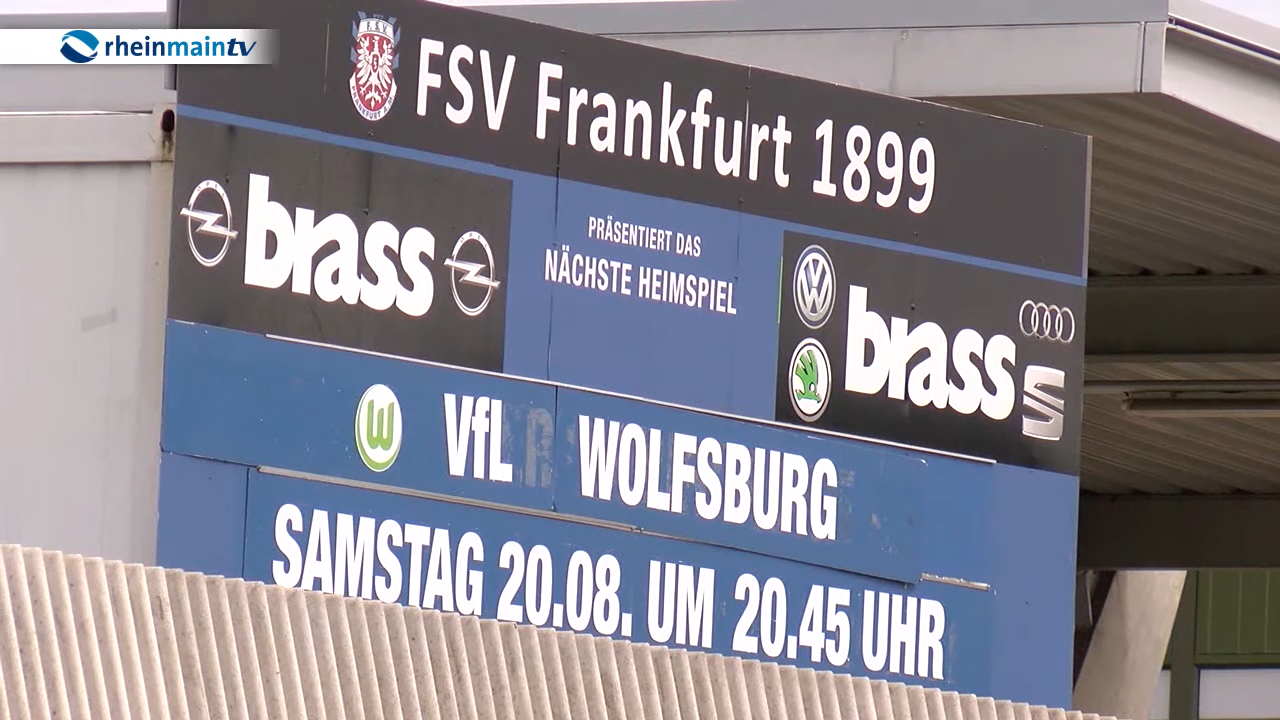 rheinmaintv
FSV Frankfurt 1899
brass
PRÄSENTIERT DAS
NÄCHSTE HEIMSPIEL
brass
VfL WOLFSBURG
SAMSTAG 20.08. UM 20.45 UHR